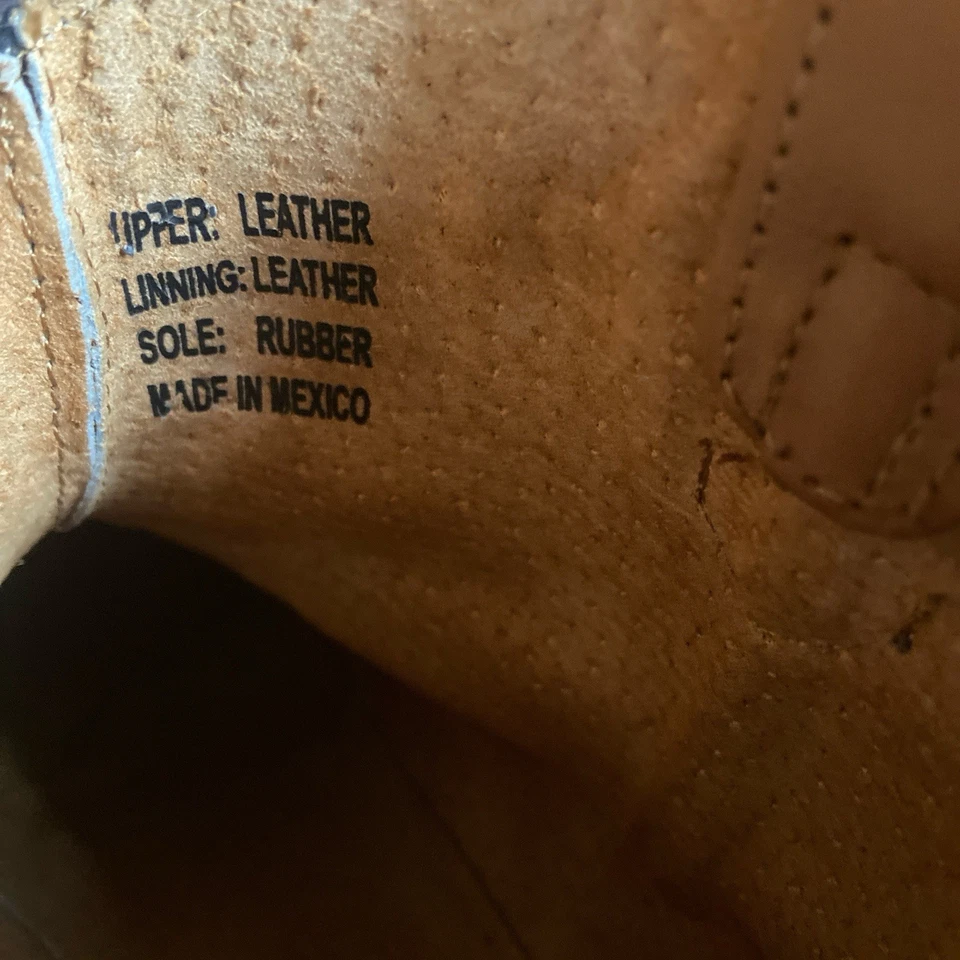 UPPER: LEATHER
LINNING: LEATHER
SOLE: RUBBER
MADE IN MEXICO